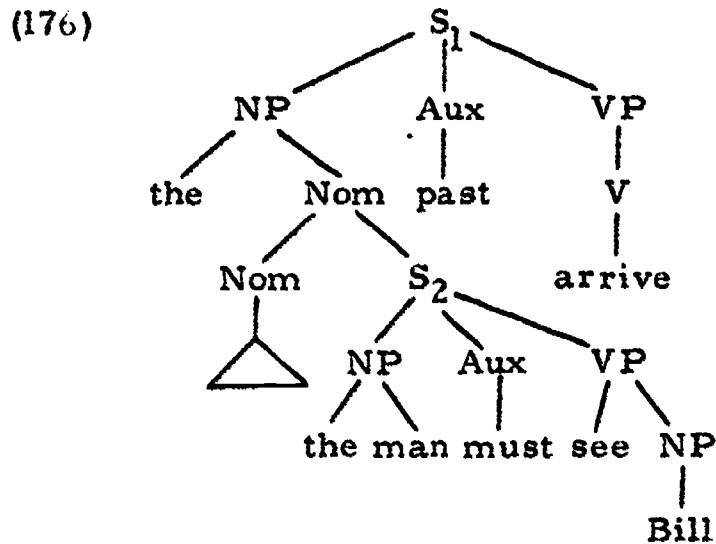 (176)
S1
NP Aux VP
the Nom past V
Nom S2 arrive
NP Aux VP
the man must see NP
Bill